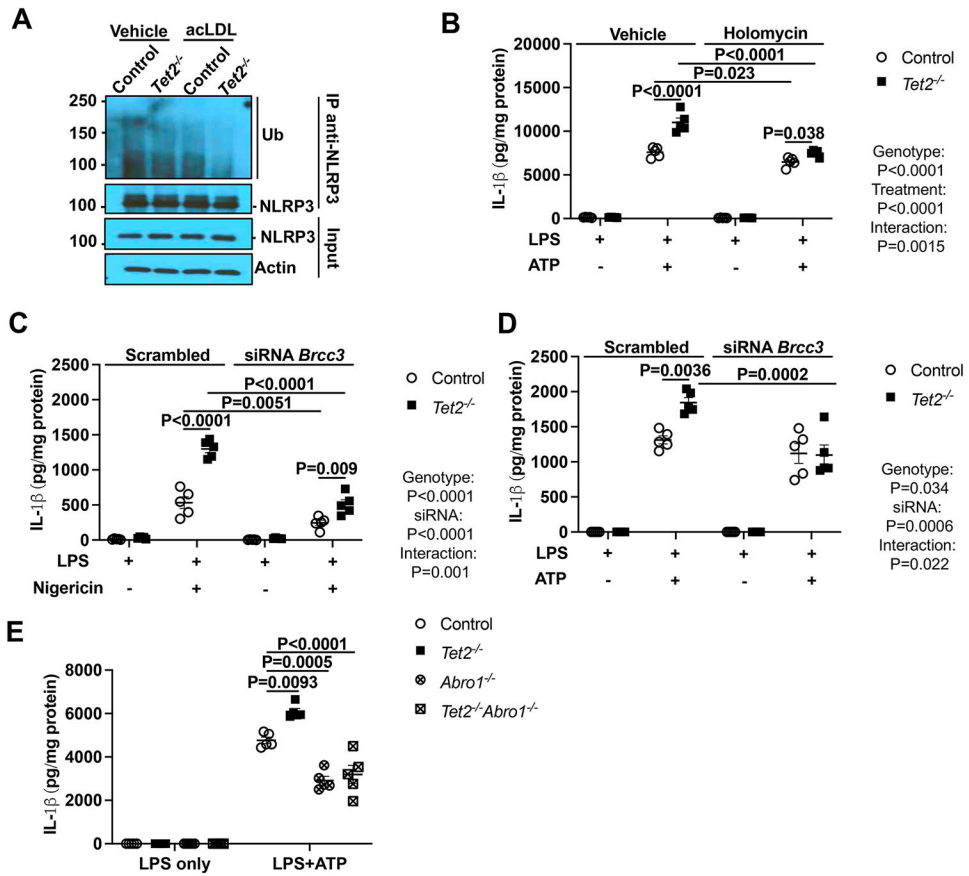 A
Vehicle acLDL
Control
Tet2-/-
Control
Tet2-/-
250
150
100
Ub
100
NLRP3
IP anti-NLRP3
100
NLRP3
Actin
Input
B
Vehicle Holomycin
P<0.0001
P=0.023
P<0.0001
P=0.038
20000
15000
10000
5000
0
IL-1β (pg/mg protein)
LPS + + + +
ATP - + - +
Control
Tet2-/-
Genotype:
P<0.0001
Treatment:
P<0.0001
Interaction:
P=0.0015
C
Scrambled siRNA Brcc3
P<0.0001
P=0.0051
P<0.0001
P=0.009
2500
2000
1500
1000
500
0
IL-1β (pg/mg protein)
LPS + + + +
Nigericin - + - +
Control
Tet2-/-
Genotype:
P<0.0001
siRNA:
P<0.0001
Interaction:
P=0.001
D
Scrambled siRNA Brcc3
P=0.0036
P=0.0002
2500
2000
1500
1000
500
0
IL-1β (pg/mg protein)
LPS + + + +
ATP - + - +
Control
Tet2-/-
Genotype:
P=0.034
siRNA:
P=0.0006
Interaction:
P=0.022
E
P<0.0001
P=0.0005
P=0.0093
8000
6000
4000
2000
0
IL-1β (pg/mg protein)
LPS only LPS+ATP
Control
Tet2-/-
Abro1-/-
Tet2-/-Abro1-/-